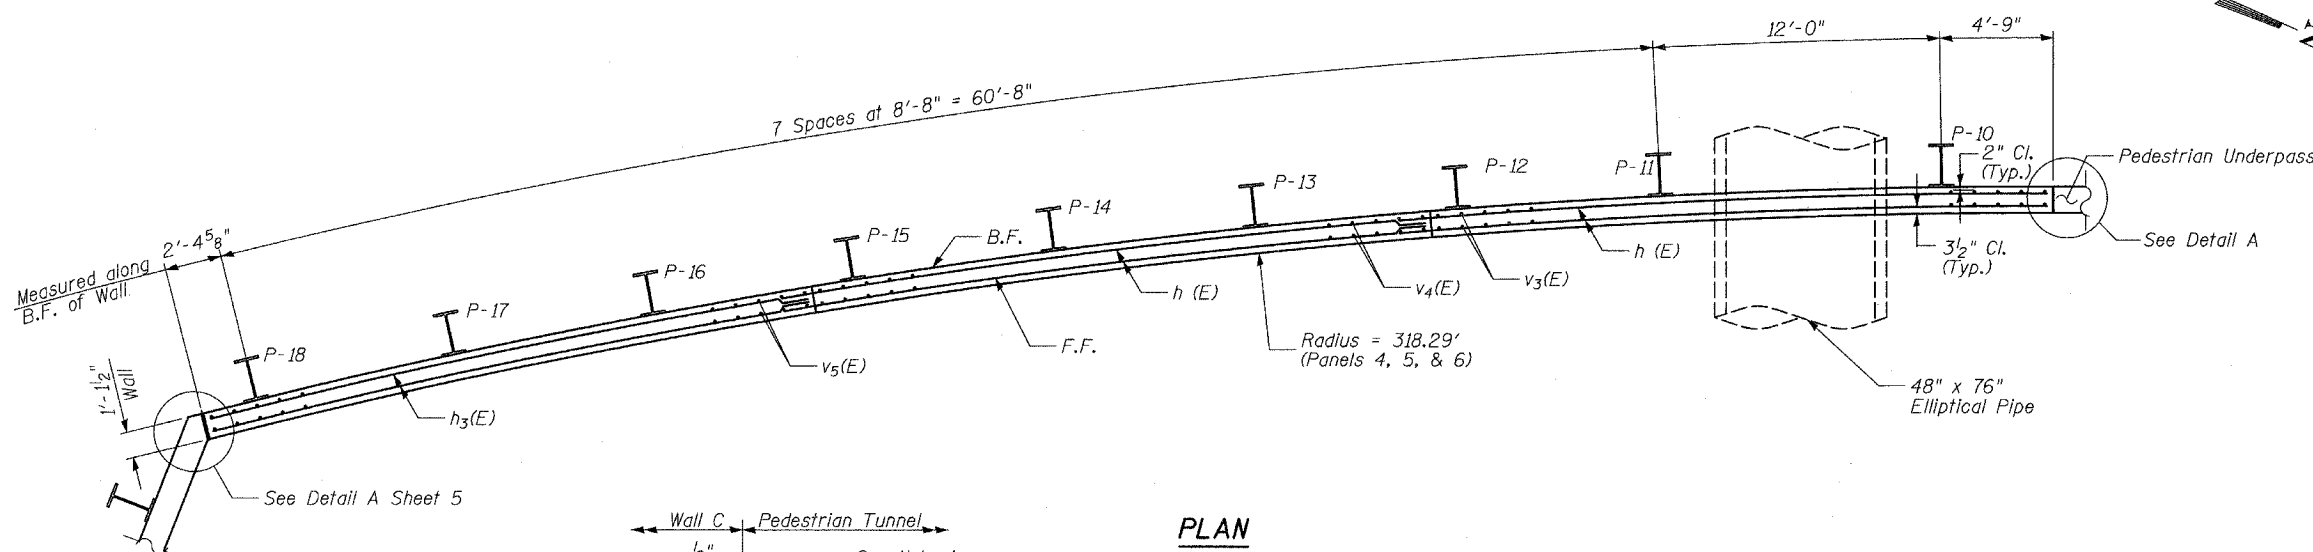 12'-0"
4'-9"
7 Spaces at 8'-8" = 60'-8"
P-10
2" Cl.
(Typ.)
Pedestrian Underpass
P-11
P-12
P-13
P-14
P-15
P-16
P-17
P-18
2'-4 5/8"
Measured along
B.F. of Wall
B.F.
h (E)
h (E)
v3(E)
v4(E)
3 1/2" Cl.
(Typ.)
See Detail A
F.F.
v5(E)
Radius = 318.29'
(Panels 4, 5, & 6)
48" x 76"
Elliptical Pipe
1'-1 1/2"
Wall
h3(E)
See Detail A Sheet 5
Wall C
Pedestrian Tunnel
PLAN